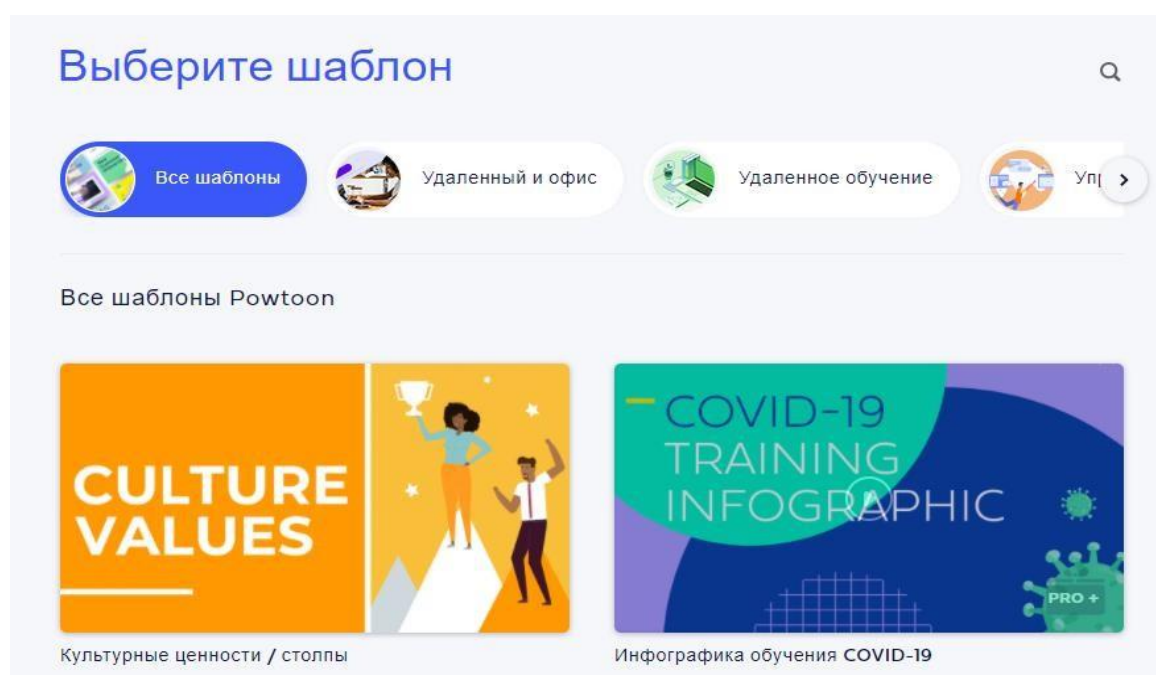 Выберите шаблон
Все шаблоны
Удаленный и офис
Удаленное обучение
Все шаблоны Powtoon
CULTURE
VALUES
COVID-19
TRAINING
INFOGRAPHIC
PRO +
Культурные ценности / столпы
Инфографика обучения COVID-19